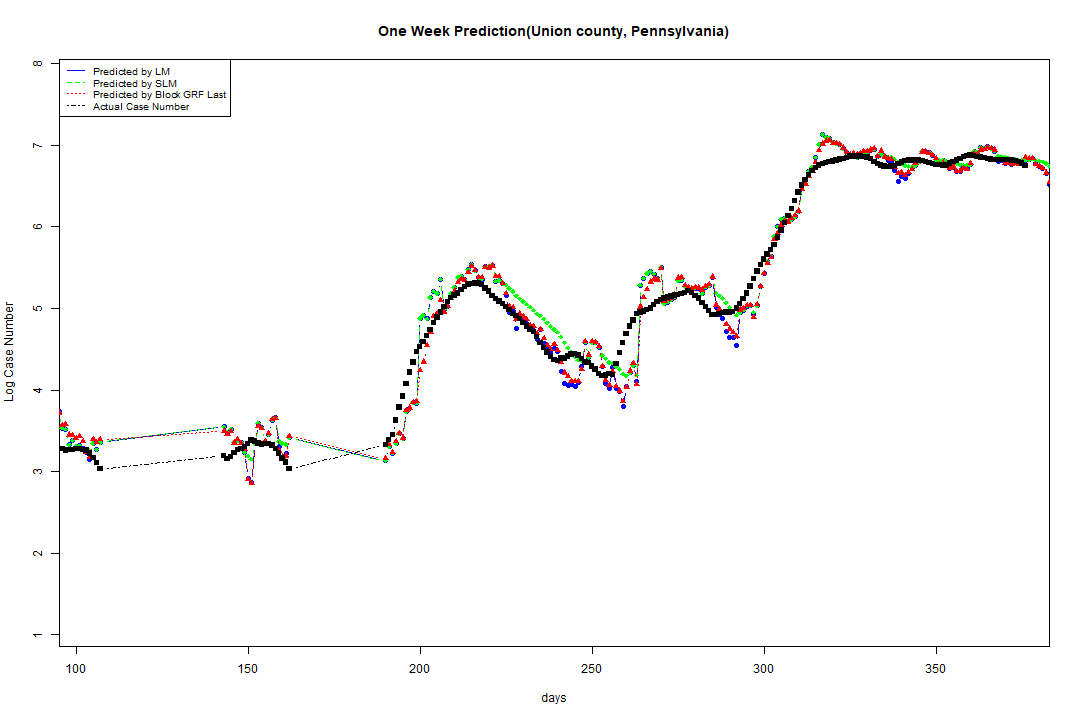 One Week Prediction(Union county, Pennsylvania)
Predicted by LM
Predicted by SLM
Predicted by Block GRF Last
Actual Case Number
8
7
6
5
4
3
2
1
Log Case Number
100 150 200 250 300 350
days